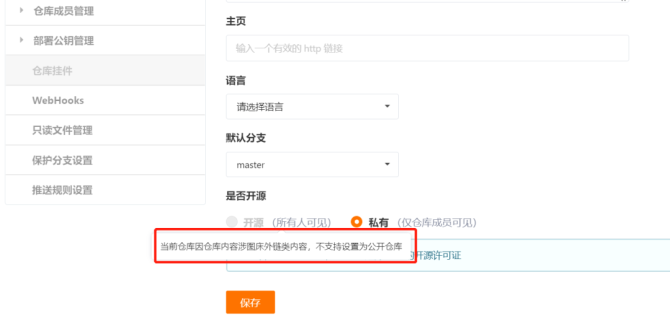 仓库成员管理
主页
部署公钥管理
输入一个有效的 http 链接
仓库挂件
语言
WebHooks
请选择语言
只读文件管理
默认分支
保护分支设置
master
推送规则设置
是否开源
开源 (所有人可见) 私有 (仅仓库成员可见)
当前仓库因仓库内容涉图床外链类内容，不支持设置为公开仓库
开源许可证
保存